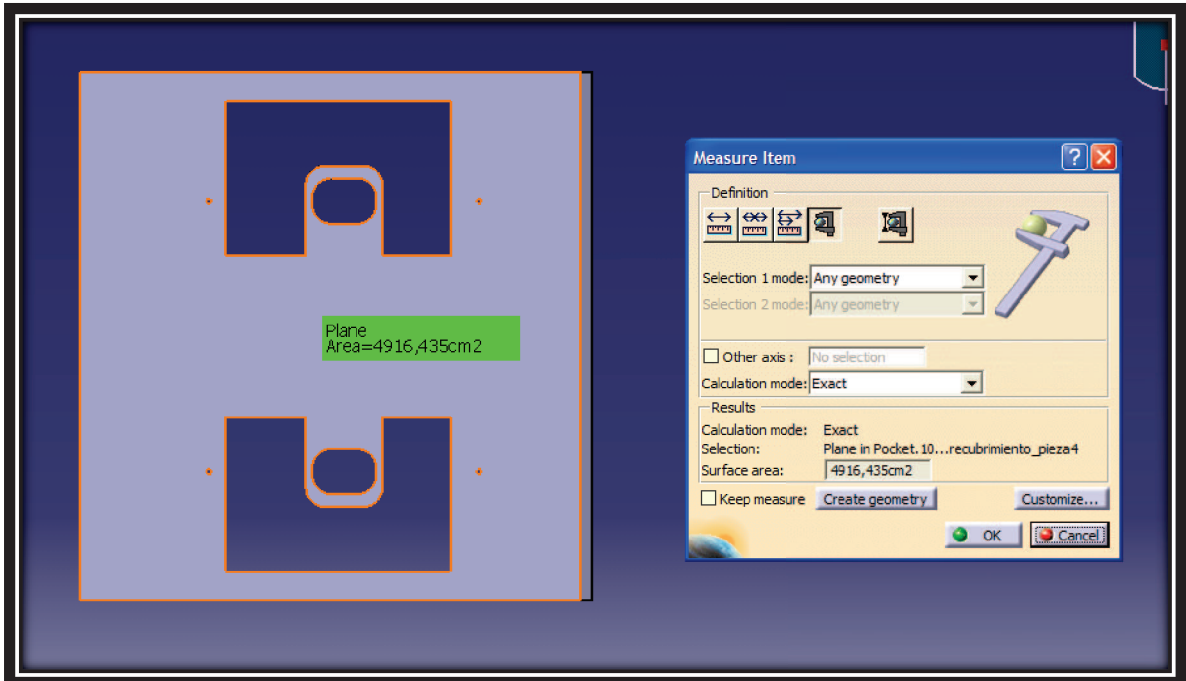 Plane
Area=4916,435cm2
Measure Item
Definition
Selection 1 mode: Any geometry
Selection 2 mode: Any geometry
Other axis : No selection
Calculation mode: Exact
Results
Calculation mode: Exact
Selection: Plane in Pocket.10...recubrimiento_pieza4
Surface area: 4916,435cm2
Keep measure Create geometry Customize...
OK Cancel